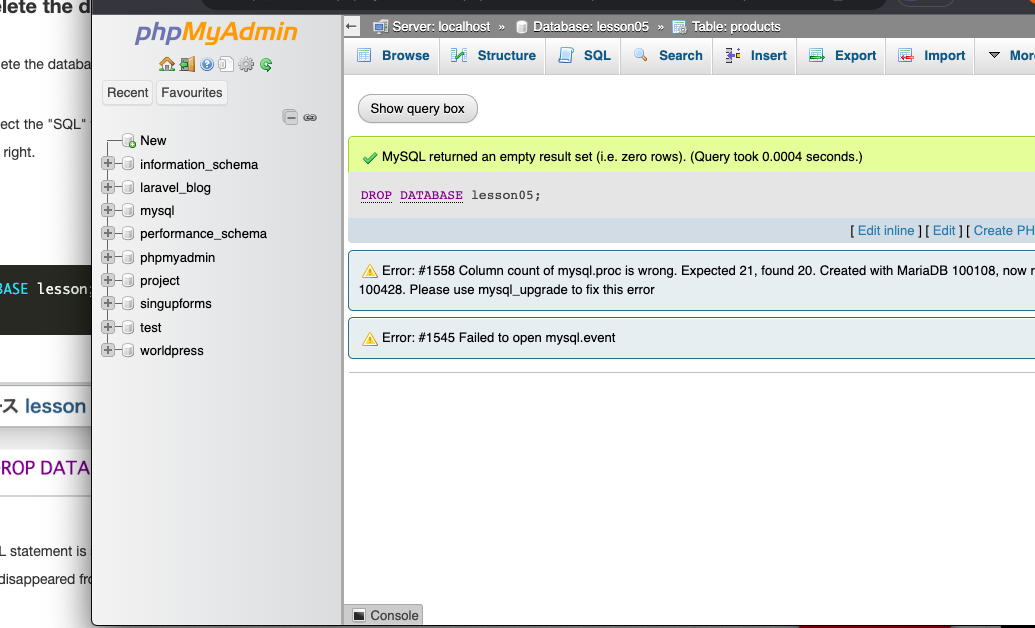 elete the d
ete the databa
ect the "SQL"
right.
BASE lesson;
ース lesson
ROP DATA
L statement is
disappeared fro
phpMyAdmin
Recent Favourites
New
information_schema
laravel_blog
mysql
performance_schema
phpmyadmin
project
singupforms
test
worldpress
Server: localhost » Database: lesson05 » Table: products
Browse Structure SQL Search Insert Export Import Mor
Show query box
MySQL returned an empty result set (i.e. zero rows). (Query took 0.0004 seconds.)
DROP DATABASE lesson05;
[ Edit inline ] [ Edit ] [ Create PH
Error: #1558 Column count of mysql.proc is wrong. Expected 21, found 20. Created with MariaDB 100108, now r
100428. Please use mysql_upgrade to fix this error
Error: #1545 Failed to open mysql.event
Console